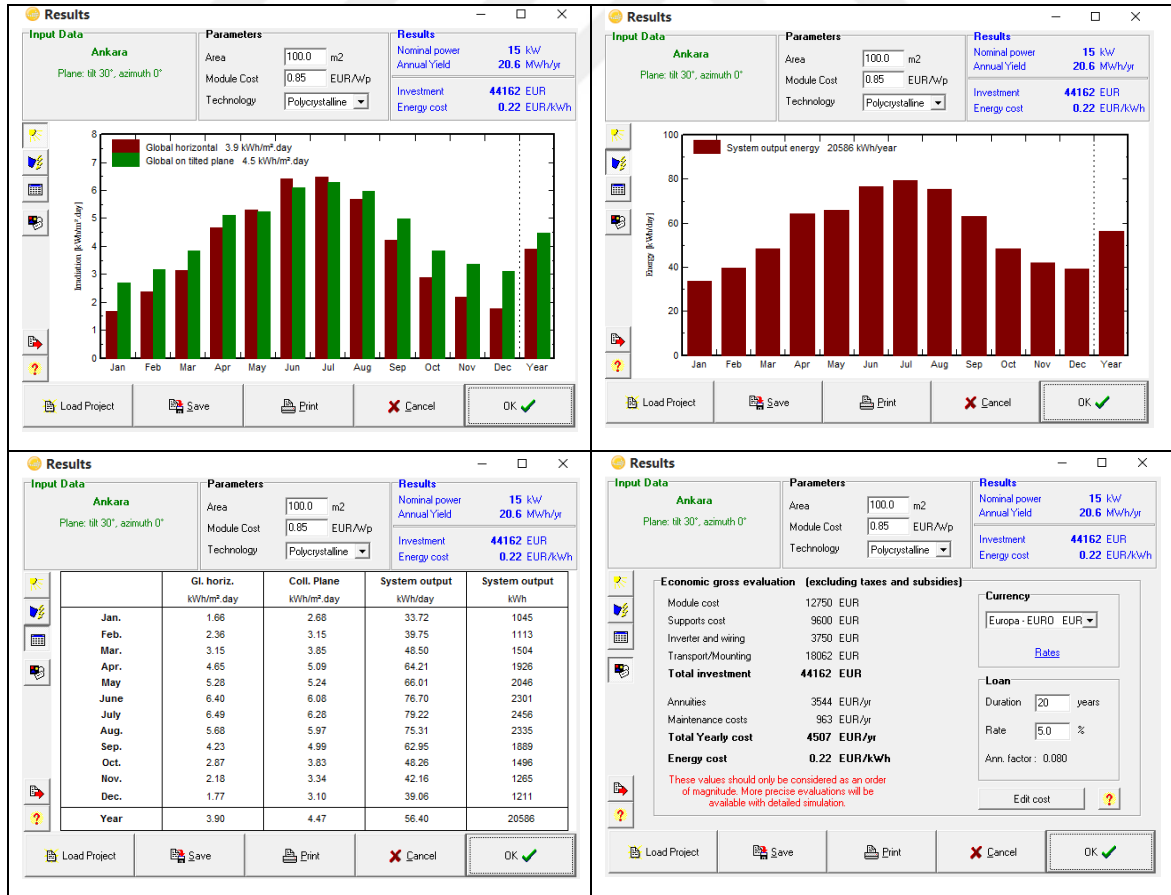 Results
Input Data
Ankara
Plane: tilt 30°, azimuth 0°
Parameters
Area 100.0 m2
Module Cost 0.85 EUR/Wp
Technology Polycrystalline
Results
Nominal power 15 kW
Annual Yield 20.6 MWh/yr
Investment 44162 EUR
Energy cost 0.22 EUR/kWh
Global horizontal 3.9 kWh/m².day
Global on tilted plane 4.5 kWh/m².day
Irradiation [kWh/m².day]
8
7
6
5
4
3
2
1
0
Jan Feb Mar Apr May Jun Jul Aug Sep Oct Nov Dec Year
?
Load Project Save Print Cancel OK
Results
Input Data
Ankara
Plane: tilt 30°, azimuth 0°
Parameters
Area 100.0 m2
Module Cost 0.85 EUR/Wp
Technology Polycrystalline
Results
Nominal power 15 kW
Annual Yield 20.6 MWh/yr
Investment 44162 EUR
Energy cost 0.22 EUR/kWh
System output energy 20586 kWh/year
Energy [kWh/day]
100
80
60
40
20
0
Jan Feb Mar Apr May Jun Jul Aug Sep Oct Nov Dec Year
?
Load Project Save Print Cancel OK
Results
Input Data
Ankara
Plane: tilt 30°, azimuth 0°
Parameters
Area 100.0 m2
Module Cost 0.85 EUR/Wp
Technology Polycrystalline
Results
Nominal power 15 kW
Annual Yield 20.6 MWh/yr
Investment 44162 EUR
Energy cost 0.22 EUR/kWh
Gl. horiz. Coll. Plane System output System output
kWh/m².day kWh/m².day kWh/day kWh
Jan. 1.66 2.68 33.72 1045
Feb. 2.36 3.15 39.75 1113
Mar. 3.15 3.85 48.50 1504
Apr. 4.65 5.09 64.21 1926
May 5.28 5.24 66.01 2046
June 6.40 6.08 76.70 2301
July 6.49 6.28 79.22 2456
Aug. 5.68 5.97 75.31 2335
Sep. 4.23 4.99 62.95 1889
Oct. 2.87 3.83 48.26 1496
Nov. 2.18 3.34 42.16 1265
Dec. 1.77 3.10 39.06 1211
Year 3.90 4.47 56.40 20586
?
Load Project Save Print Cancel OK
Results
Input Data
Ankara
Plane: tilt 30°, azimuth 0°
Parameters
Area 100.0 m2
Module Cost 0.85 EUR/Wp
Technology Polycrystalline
Results
Nominal power 15 kW
Annual Yield 20.6 MWh/yr
Investment 44162 EUR
Energy cost 0.22 EUR/kWh
Economic gross evaluation (excluding taxes and subsidies)
Module cost 12750 EUR
Supports cost 9600 EUR
Inverter and wiring 3750 EUR
Transport/Mounting 18062 EUR
Total investment 44162 EUR
Annuities 3544 EUR/yr
Maintenance costs 963 EUR/yr
Total Yearly cost 4507 EUR/yr
Energy cost 0.22 EUR/kWh
These values should only be considered as an order
of magnitude. More precise evaluations will be
available with detailed simulation.
Currency
Europa - EURO EUR
Rates
Loan
Duration 20 years
Rate 5.0 %
Ann. factor : 0.080
Edit cost ?
?
Load Project Save Print Cancel OK